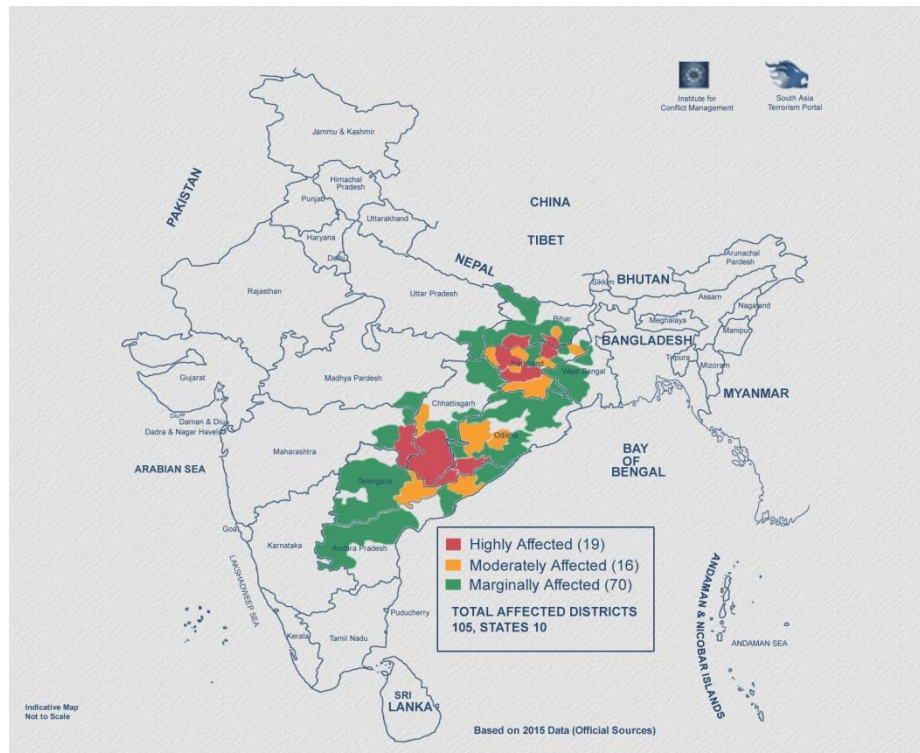 Institute for
Conflict Management
South Asia
Terrorism Portal
Jammu & Kashmir
Himachal
Pradesh
Punjab
PAKISTAN
Uttarakhand
CHINA
Haryana
Delhi
TIBET
NEPAL
Arunachal
Pardesh
Sikkim
BHUTAN
Rajasthan
Uttar Pradesh
Assam
Nagaland
Bihar
Meghalaya
Manipur
BANGLADESH
Jharkhand
Tripura
Mizoram
West Bengal
Gujarat
Madhya Pardesh
MYANMAR
Chhattisgarh
Diu
Daman & Diu
Dadra & Nagar Haveli
Odisha
ARABIAN SEA
Maharashtra
BAY
OF
BENGAL
Telengana
Goa
Karnataka
Andhra Pradesh
LAKSHADWEEP SEA
Highly Affected (19)
Moderately Affected (16)
Marginally Affected (70)
TOTAL AFFECTED DISTRICTS
105, STATES 10
ANDAMAN & NICOBAR ISLANDS
Puducherry
Kerala
Tamil Nadu
ANDAMAN SEA
SRI
LANKA
Indicative Map
Not to Scale
Based on 2015 Data (Official Sources)